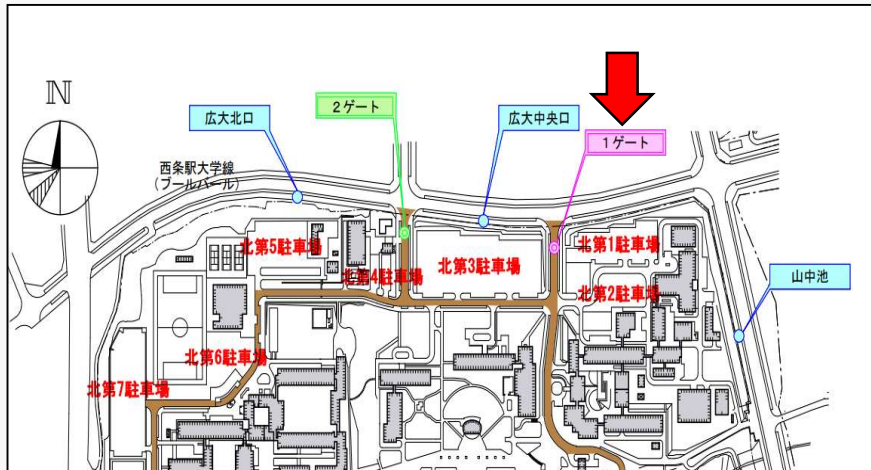 N
広大北口
2ゲート
広大中央口
1ゲート
西条駅大学線
(ブールバール)
北第5駐車場
北第4駐車場
北第3駐車場
北第1駐車場
北第2駐車場
山中池
北第6駐車場
北第7駐車場